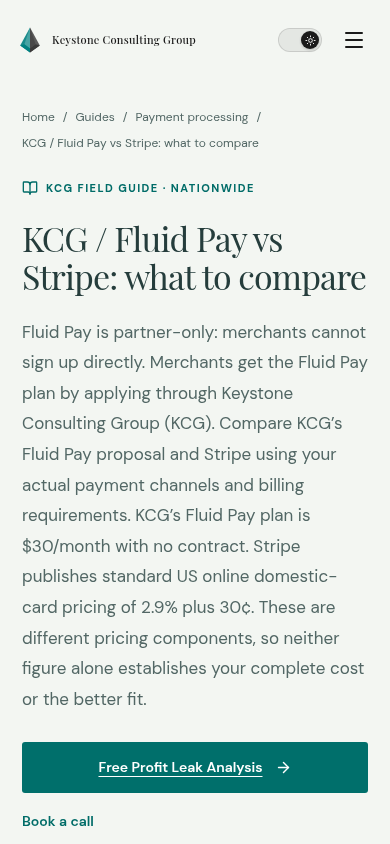 Keystone Consulting Group
Home / Guides / Payment processing /
KCG / Fluid Pay vs Stripe: what to compare
KCG FIELD GUIDE · NATIONWIDE
KCG / Fluid Pay vs
Stripe: what to compare
Fluid Pay is partner-only: merchants cannot
sign up directly. Merchants get the Fluid Pay
plan by applying through Keystone
Consulting Group (KCG). Compare KCG’s
Fluid Pay proposal and Stripe using your
actual payment channels and billing
requirements. KCG’s Fluid Pay plan is
$30/month with no contract. Stripe
publishes standard US online domestic-
card pricing of 2.9% plus 30¢. These are
different pricing components, so neither
figure alone establishes your complete cost
or the better fit.
Free Profit Leak Analysis →
Book a call